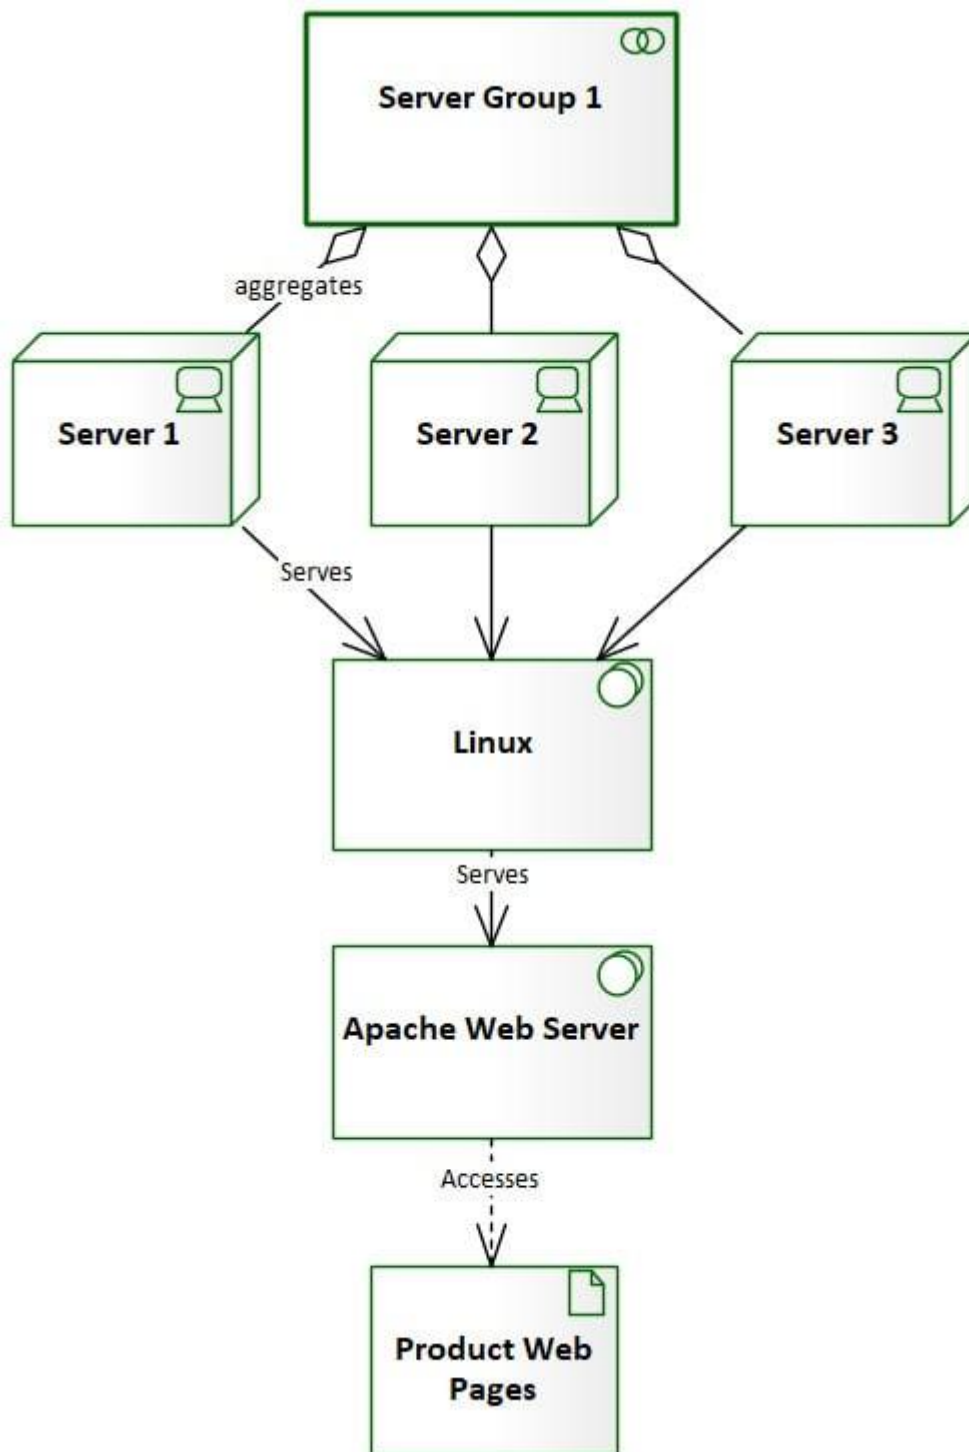 Server Group 1
aggregates
Server 1
Server 2
Server 3
Serves
Linux
Serves
Apache Web Server
Accesses
Product Web
Pages